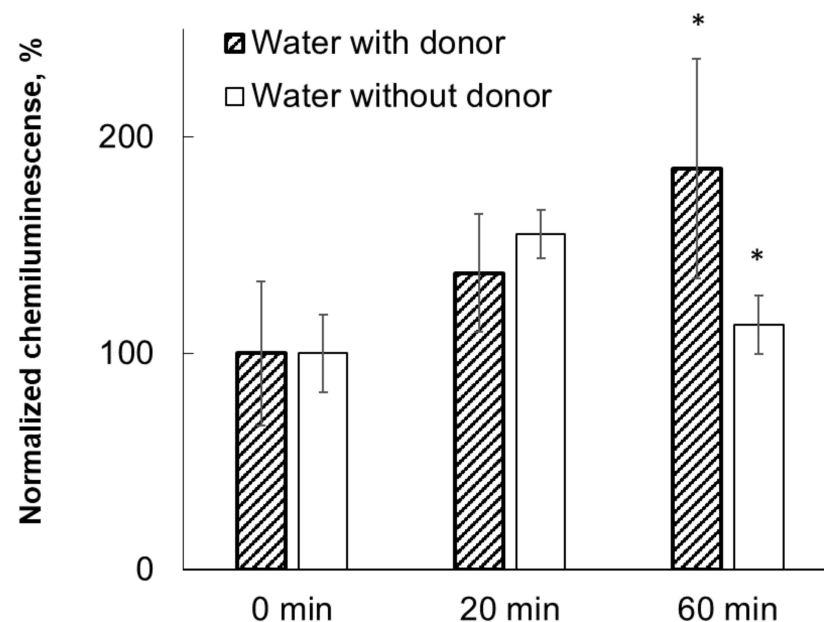 Normalized chemiluminescense, %
Water with donor
Water without donor
*
200
*
100
0
0 min 20 min 60 min